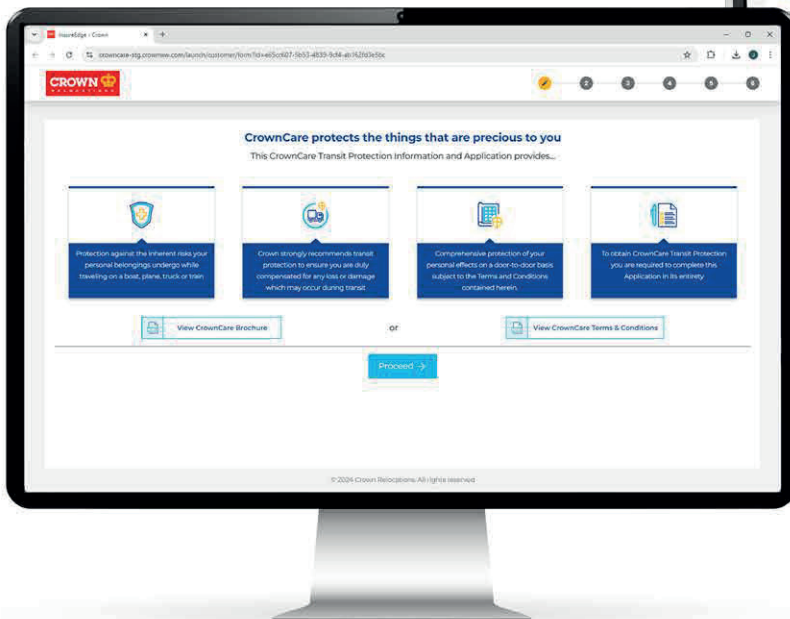 InsureEdge - Crown
CROWN
RELOCATIONS
2
3
4
5
6
CrownCare protects the things that are precious to you
This CrownCare Transit Protection Information and Application provides...
Protection against the inherent risks your
personal belongings undergo while
traveling on a boat, plane, truck or train
Crown strongly recommends transit
protection to ensure you are duly
compensated for any loss or damage
which may occur during transit
Comprehensive protection of your
personal effects on a door-to-door basis
subject to the Terms and Conditions
contained herein.
To obtain CrownCare Transit Protection
you are required to complete this
Application in its entirety
View CrownCare Brochure
or
View CrownCare Terms & Conditions
Proceed →
© 2024 Crown Relocations. All rights reserved